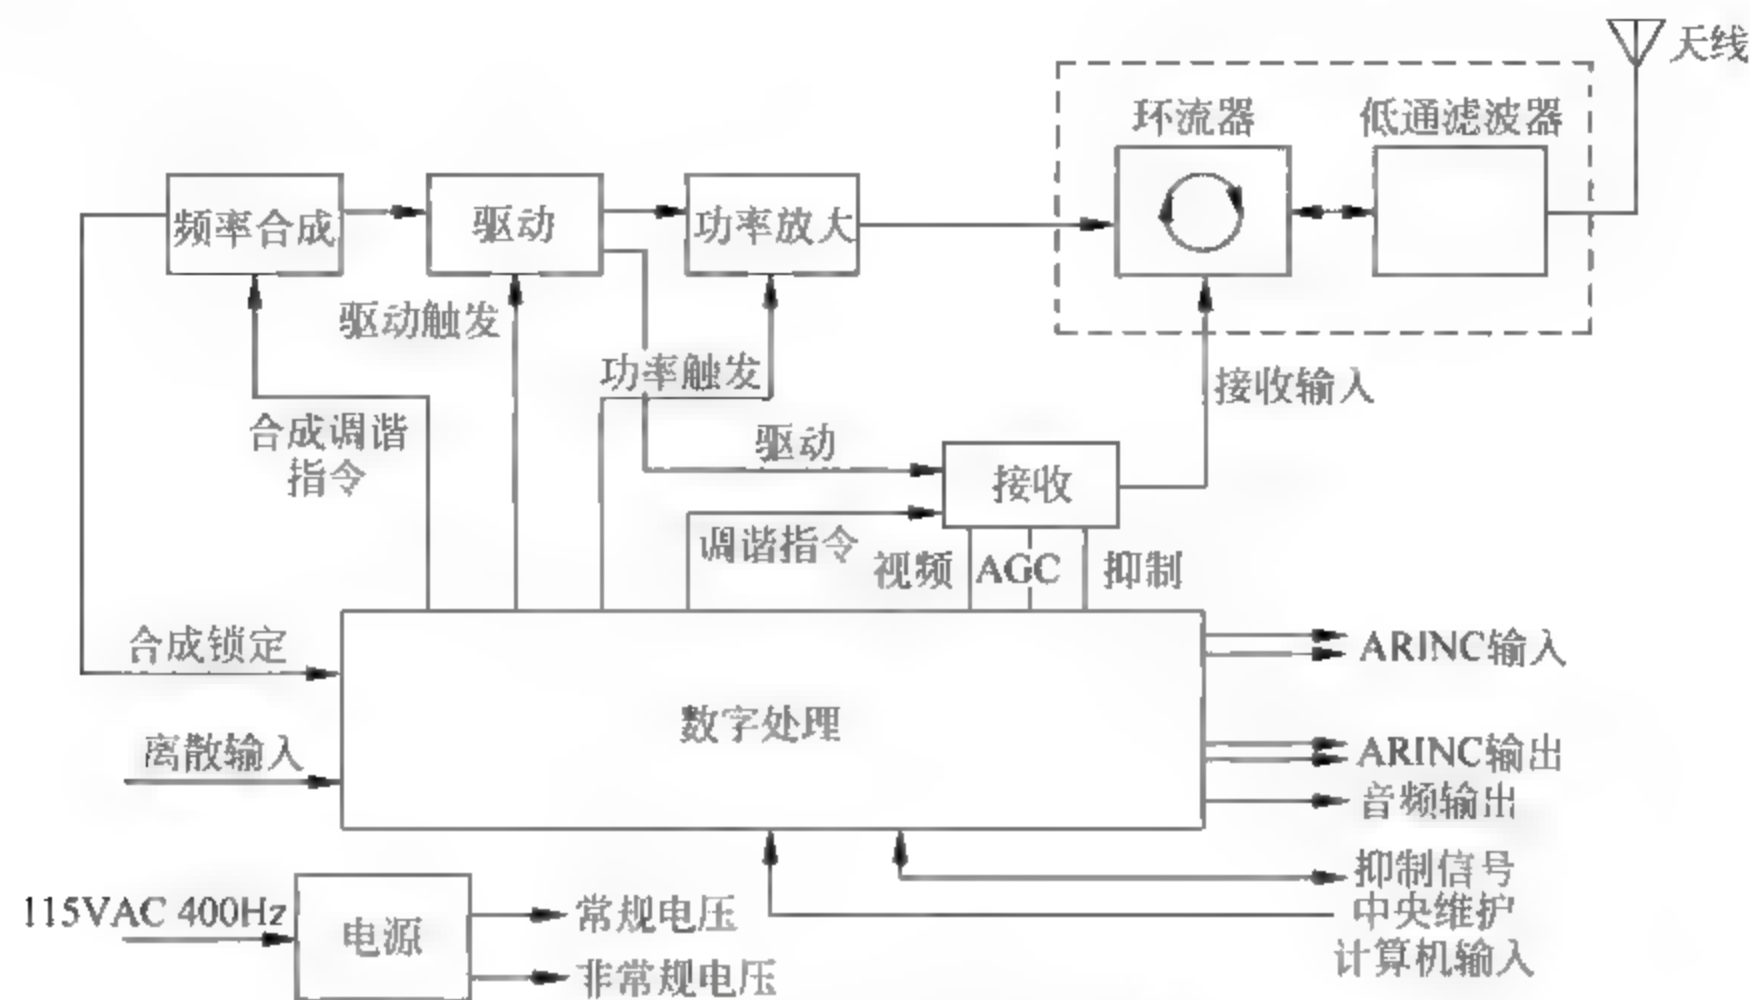 天线
环流器
低通滤波器
频率合成
驱动
功率放大
驱动触发
功率触发
接收输入
合成调谐
指令
驱动
接收
调谐指令
视频
AGC
抑制
合成锁定
ARINC输入
数字处理
离散输入
ARINC输出
音频输出
抑制信号
115VAC 400Hz
常规电压
中央维护
计算机输入
电源
非常规电压